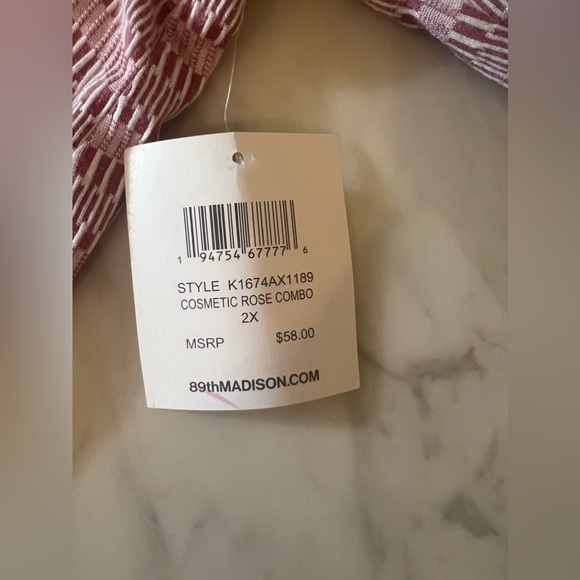 1 94754 67777 6
STYLE K1674AX1189
COSMETIC ROSE COMBO
2X
MSRP $58.00
89thMADISON.COM